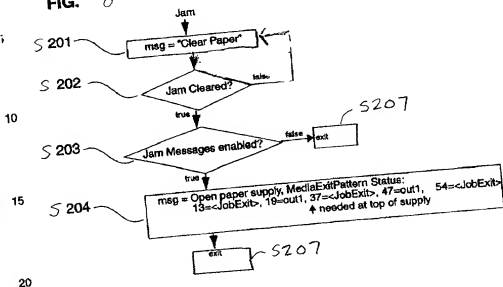 FIG.
Jam
S 201
msg = "Clear Paper"
S 202
Jam Cleared?
false
10
true
S207
S 203
Jam Messages enabled?
false
exit
true
15
S 204
msg = Open paper supply, MediaExitPattern Status:
13=<JobExit>, 19=out1, 37=<JobExit>, 47=out1, 54=<JobExit>
↑ needed at top of supply
exit
S207
20